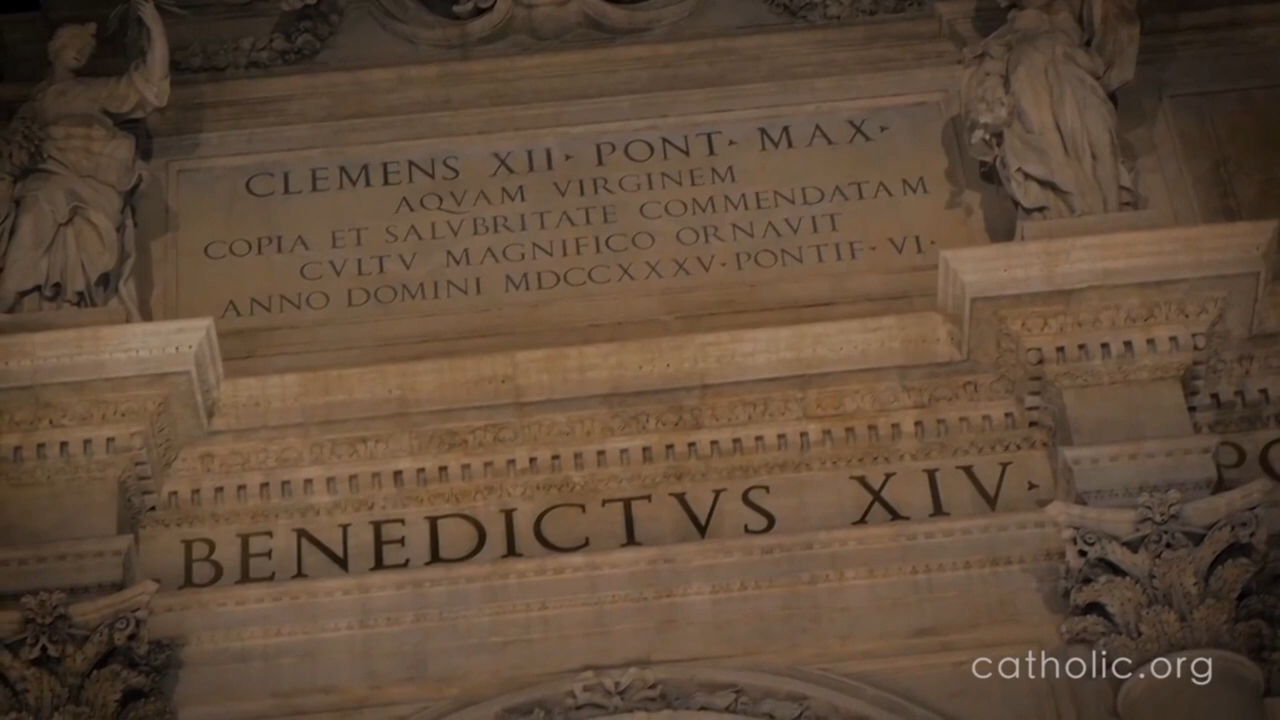 CLEMENS XII · PONT · MAX ·
AQVAM VIRGINEM
COPIA ET SALVBRITATE COMMENDATAM
CVLTV MAGNIFICO ORNAVIT
ANNO DOMINI MDCCXXXV · PONTIF · VI ·
BENEDICTVS XIV ·
catholic.org